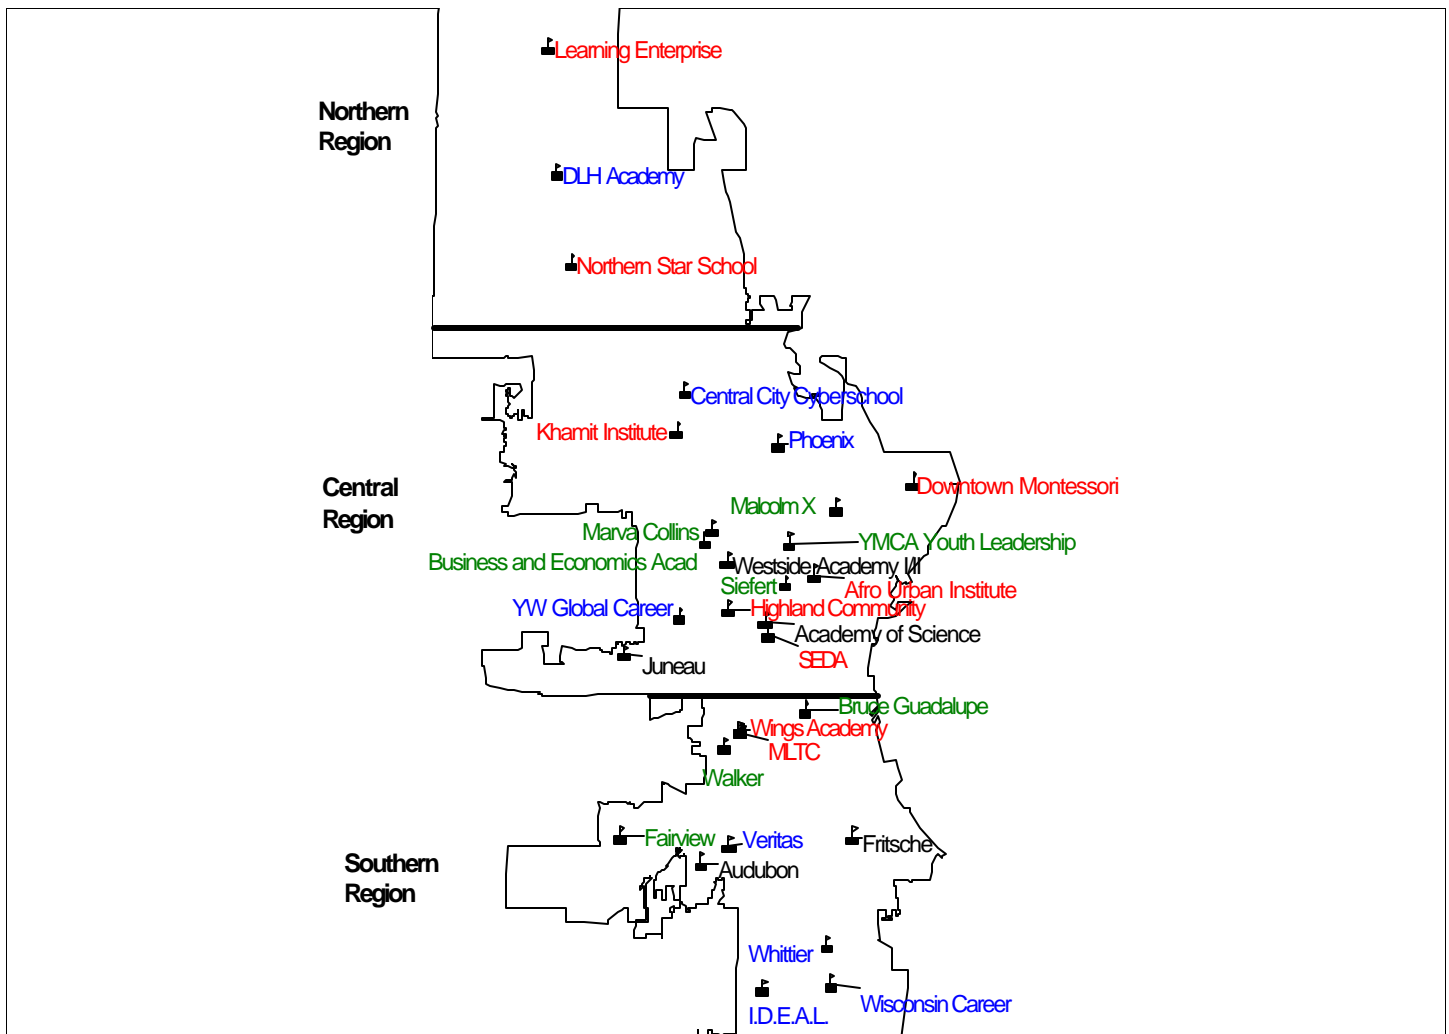 Learning Enterprise
Northern
Region
DLH Academy
Northern Star School
Central City Cyberschool
Khamit Institute
Phoenix
Central
Region
Downtown Montessori
Malcolm X
Marva Collins
YMCA Youth Leadership
Business and Economics Acad
Westside Academy I/II
Siefert
Afro Urban Institute
YW Global Career
Highland Community
Academy of Science
SEDA
Juneau
Bruce Guadalupe
Wings Academy
MLTC
Walker
Fairview
Veritas
Fritsche
Southern
Region
Audubon
Whittier
Wisconsin Career
I.D.E.A.L.